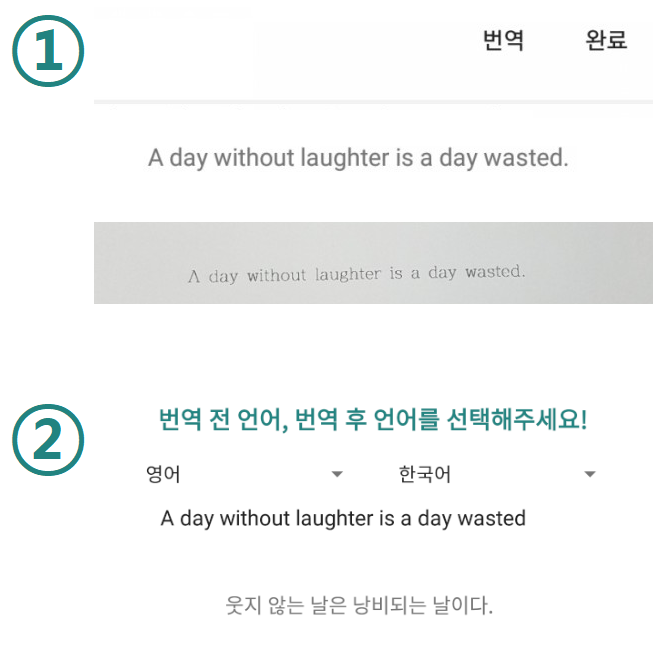 ①
번역 완료
A day without laughter is a day wasted.
A day without laughter is a day wasted.
②
번역 전 언어, 번역 후 언어를 선택해주세요!
영어 한국어
A day without laughter is a day wasted
웃지 않는 날은 낭비되는 날이다.